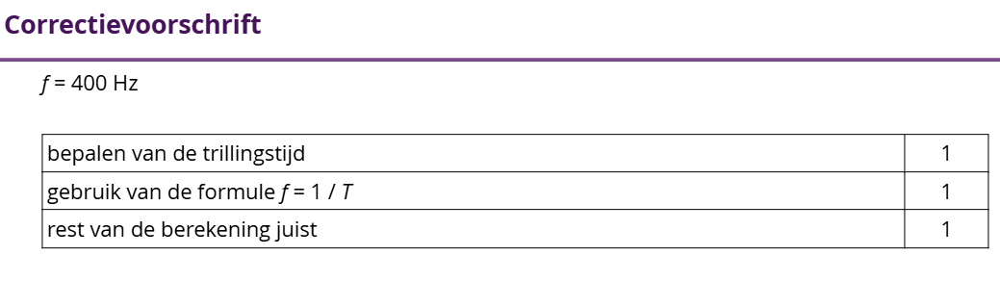 Correctievoorschrift
f = 400 Hz
bepalen van de trillingstijd 1
gebruik van de formule f = 1 / T 1
rest van de berekening juist 1